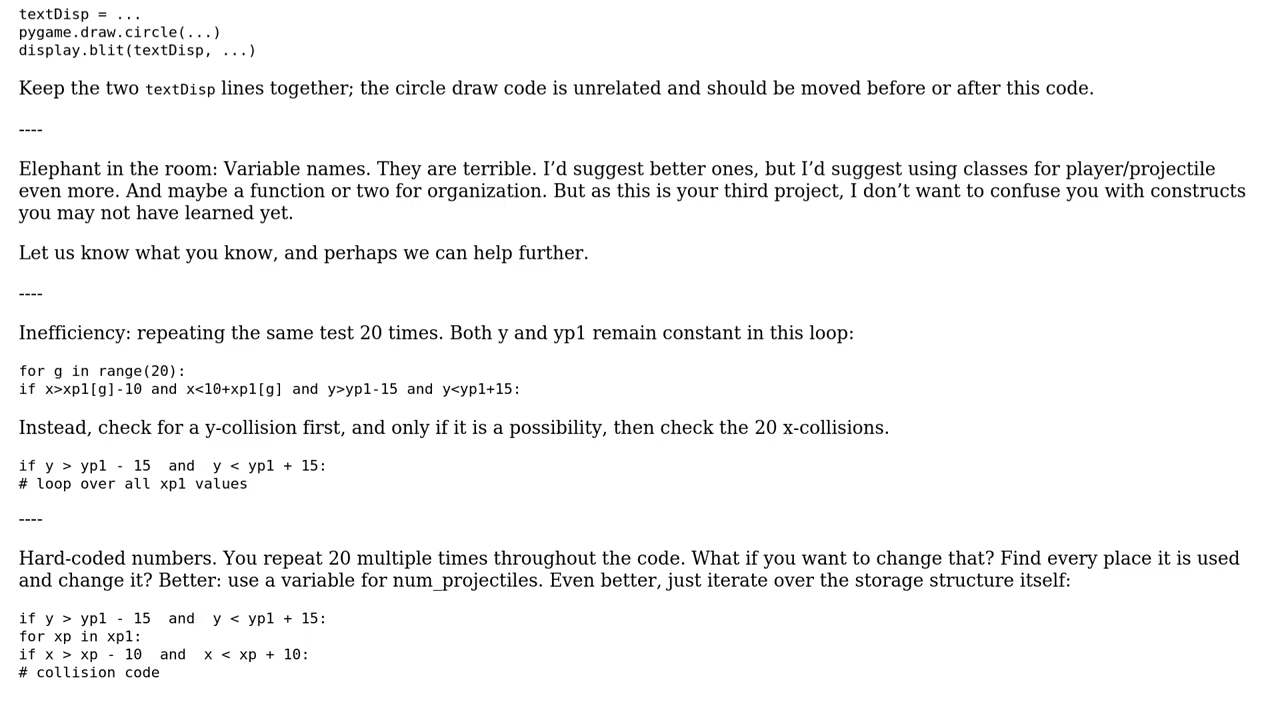 textDisp = ...
pygame.draw.circle(...)
display.blit(textDisp, ...)
Keep the two textDisp lines together; the circle draw code is unrelated and should be moved before or after this code.
----
Elephant in the room: Variable names. They are terrible. I’d suggest better ones, but I’d suggest using classes for player/projectile
even more. And maybe a function or two for organization. But as this is your third project, I don’t want to confuse you with constructs
you may not have learned yet.
Let us know what you know, and perhaps we can help further.
----
Inefficiency: repeating the same test 20 times. Both y and yp1 remain constant in this loop:
for g in range(20):
if x>xp1[g]-10 and x<10+xp1[g] and y>yp1-15 and y<yp1+15:
Instead, check for a y-collision first, and only if it is a possibility, then check the 20 x-collisions.
if y > yp1 - 15  and  y < yp1 + 15:
# loop over all xp1 values
----
Hard-coded numbers. You repeat 20 multiple times throughout the code. What if you want to change that? Find every place it is used
and change it? Better: use a variable for num_projectiles. Even better, just iterate over the storage structure itself:
if y > yp1 - 15  and  y < yp1 + 15:
for xp in xp1:
if x > xp - 10  and  x < xp + 10:
# collision code